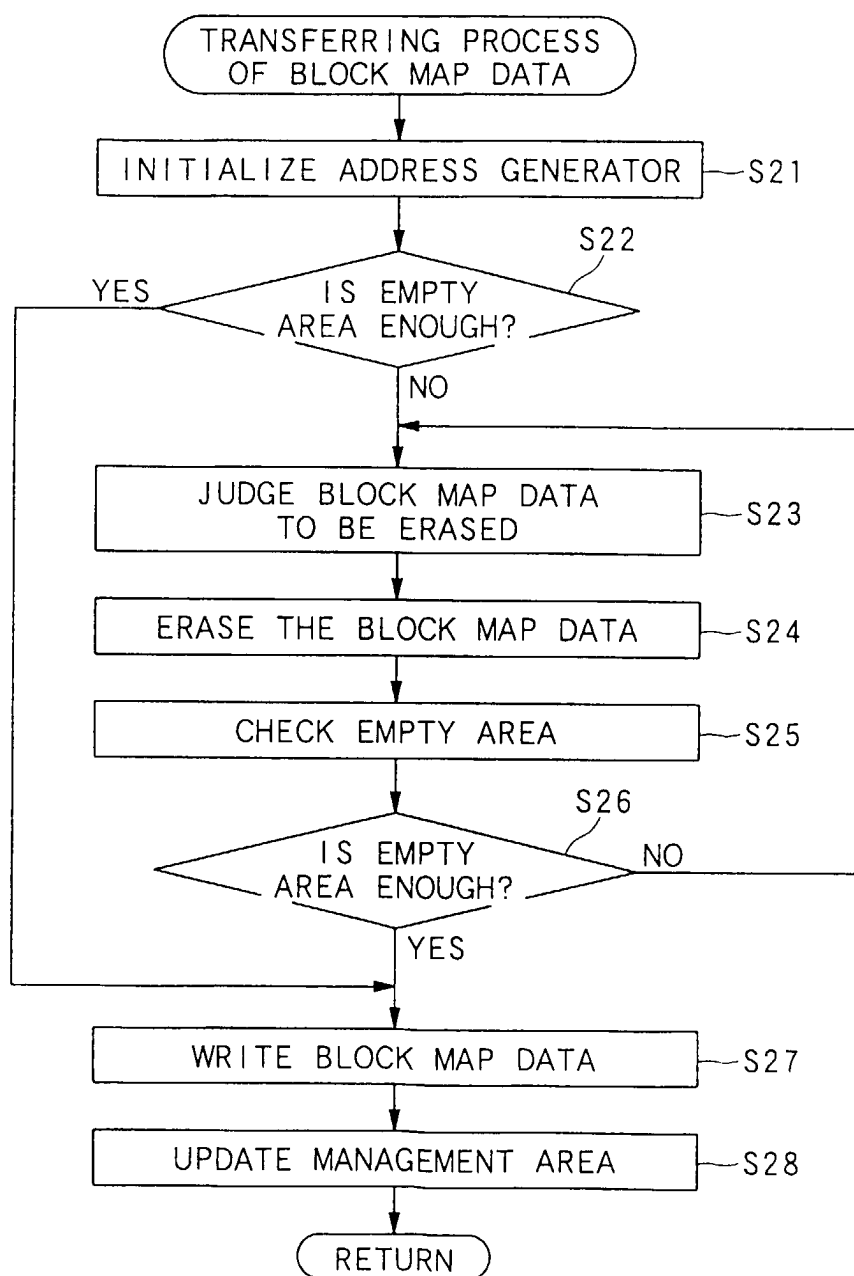 TRANSFERRING PROCESS
OF BLOCK MAP DATA
INITIALIZE ADDRESS GENERATOR
S21
S22
YES
IS EMPTY
AREA ENOUGH?
NO
JUDGE BLOCK MAP DATA
TO BE ERASED
S23
ERASE THE BLOCK MAP DATA
S24
CHECK EMPTY AREA
S25
S26
IS EMPTY
AREA ENOUGH?
NO
YES
WRITE BLOCK MAP DATA
S27
UPDATE MANAGEMENT AREA
S28
RETURN